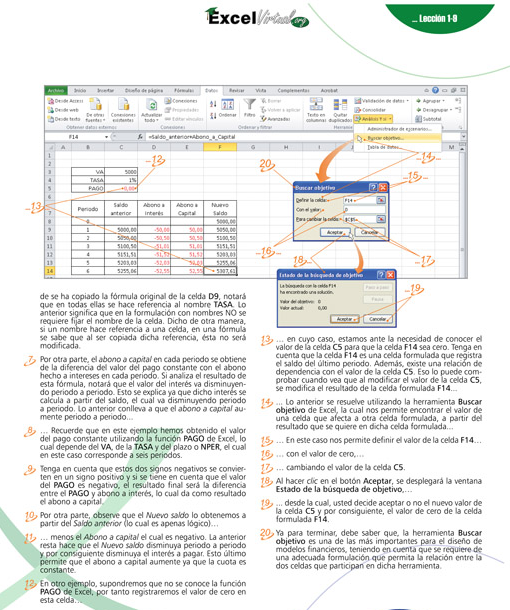 Excel Virtual.org
... Lección 1-9
Archivo Inicio Insertar Diseño de página Fórmulas Datos Revisar Vista Complementos Acrobat
Desde Access
Desde web
Desde texto
De otras fuentes
Conexiones existentes
Actualizar todo
Conexiones
Propiedades
Editar vínculos
Ordenar
Filtro
Borrar
Volver a aplicar
Avanzadas
Texto en columnas
Quitar duplicados
Validación de datos
Consolidar
Análisis Y si
Agrupar
Desagrupar
Subtotal
Obtener datos externos Conexiones Ordenar y filtrar
Administrador de escenarios...
Buscar objetivo...
Tabla de datos...
F14 fx =Saldo_anterior+Abono_a_Capital
A B C D E F G H I J K M
VA 5000
TASA 1%
PAGO +0,00
Periodo Saldo anterior Abono a interés Abono a Capital Nuevo Saldo
0 5000,00
1 5000,00 -50,00 50,00 5050,00
2 5050,00 -50,50 50,50 5100,50
3 5100,50 -51,01 51,01 5151,51
4 5151,51 -51,52 51,52 5203,03
5 5203,03 -52,03 52,03 5255,06
6 5255,06 -52,55 52,55 5307,61
12
13
14
15
20
Buscar objetivo
Definir la celda: F14
Con el valor: 0
Para cambiar la celda: $C$5
Aceptar Cancelar
16
17
18
19
Estado de la búsqueda de objetivo
La búsqueda con la celda F14
ha encontrado una solución.
Valor del objetivo: 0
Valor actual: 0,00
Paso a paso
Pausa
Aceptar Cancelar
de se ha copiado la fórmula original de la celda D9, notará
que en todas ellas se hace referencia al nombre TASA. Lo
anterior significa que en la formulación con nombres NO se
requiere fijar el nombre de la celda. Dicho de otra manera,
si un nombre hace referencia a una celda, en una fórmula
se sabe que al ser copiada dicha referencia, ésta no será
modificada.
7. Por otra parte, el abono a capital en cada periodo se obtiene
de la diferencia del valor del pago constante con el abono
hecho a intereses en cada periodo. Si analiza el resultado de
esta fórmula, notará que el valor del interés va disminuyen-
do periodo a periodo. Esto se explica ya que dicho interés se
calcula a partir del saldo, el cual va disminuyendo periodo
a periodo. Lo anterior conlleva a que el abono a capital au-
mente periodo a periodo...
8. ... Recuerde que en este ejemplo hemos obtenido el valor
del pago constante utilizando la función PAGO de Excel, lo
cual depende del VA, de la TASA y del plazo o NPER, el cual
en este caso corresponde a seis periodos.
9. Tenga en cuenta que estos dos signos negativos se convier-
ten en un signo positivo y si se tiene en cuenta que el valor
del PAGO es negativo, el resultado final será la diferencia
entre el PAGO y abono a interés, lo cual da como resultado
el abono a capital.
10. Por otra parte, observe que el Nuevo saldo lo obtenemos a
partir del Saldo anterior (lo cual es apenas lógico)...
11. ... menos el Abono a capital el cual es negativo. La anterior
resta hace que el Nuevo saldo disminuya periodo a periodo
y por consiguiente disminuya el interés a pagar. Esto último
permite que el abono a capital aumente ya que la cuota es
constante.
12. En otro ejemplo, supondremos que no se conoce la función
PAGO de Excel, por tanto registraremos el valor de cero en
esta celda...
13. ... en cuyo caso, estamos ante la necesidad de conocer el
valor de la celda C5 para que la celda F14 sea cero. Tenga en
cuenta que la celda F14 es una celda formulada que registra
el saldo del último periodo. Además, existe una relación de
dependencia con el valor de la celda C5. Eso lo puede com-
probar cuando vea que al modificar el valor de la celda C5,
se modifica el resultado de la celda formulada F14...
14. ... Lo anterior se resuelve utilizando la herramienta Buscar
objetivo de Excel, la cual nos permite encontrar el valor de
una celda que afecta a otra celda formulada, a partir del
resultado que se quiere en dicha celda formulada...
15. ... En este caso nos permite definir el valor de la celda F14...
16. ... con el valor de cero,...
17. ... cambiando el valor de la celda C5.
18. Al hacer clic en el botón Aceptar, se desplegará la ventana
Estado de la búsqueda de objetivo,...
19. ... desde la cual, usted decide aceptar o no el nuevo valor de
la celda C5 y por consiguiente, el valor de cero de la celda
formulada F14.
20. Ya para terminar, debe saber que, la herramienta Buscar
objetivo es una de las más importantes para el diseño de
modelos financieros, teniendo en cuenta que se requiere de
una adecuada formulación que permita la relación entre la
dos celdas que participan en dicha herramienta.